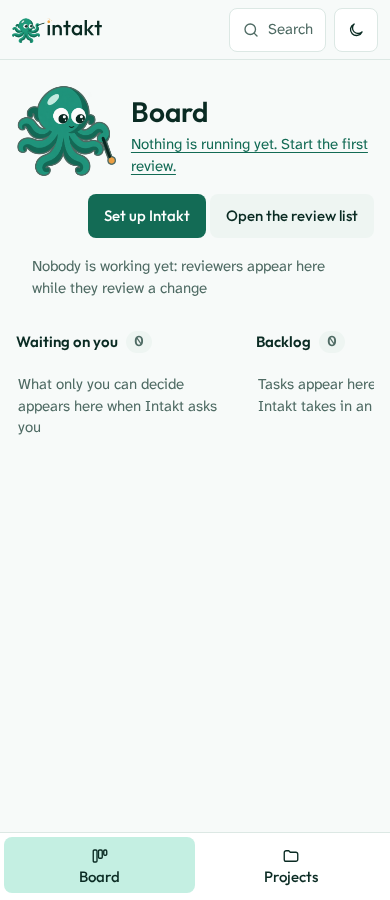 intakt
Search
Board
Nothing is running yet. Start the first
review.
Set up Intakt
Open the review list
Nobody is working yet: reviewers appear here
while they review a change
Waiting on you 0
Backlog 0
What only you can decide
appears here when Intakt asks
you
Tasks appear here
Intakt takes in an
Board
Projects